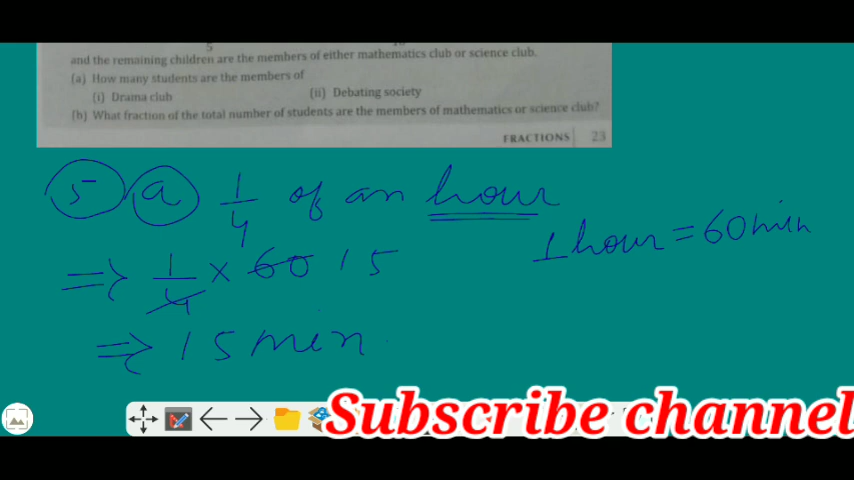 and the remaining children are the members of either mathematics club or science club.
(a) How many students are the members of
(i) Drama club (ii) Debating society
(b) What fraction of the total number of students are the members of mathematics or science club?
FRACTIONS | 23
5 a 1/4 of an hour
1 hour = 60 min
⇒ 1/4 × 60 15
⇒ 15 min
Subscribe channel